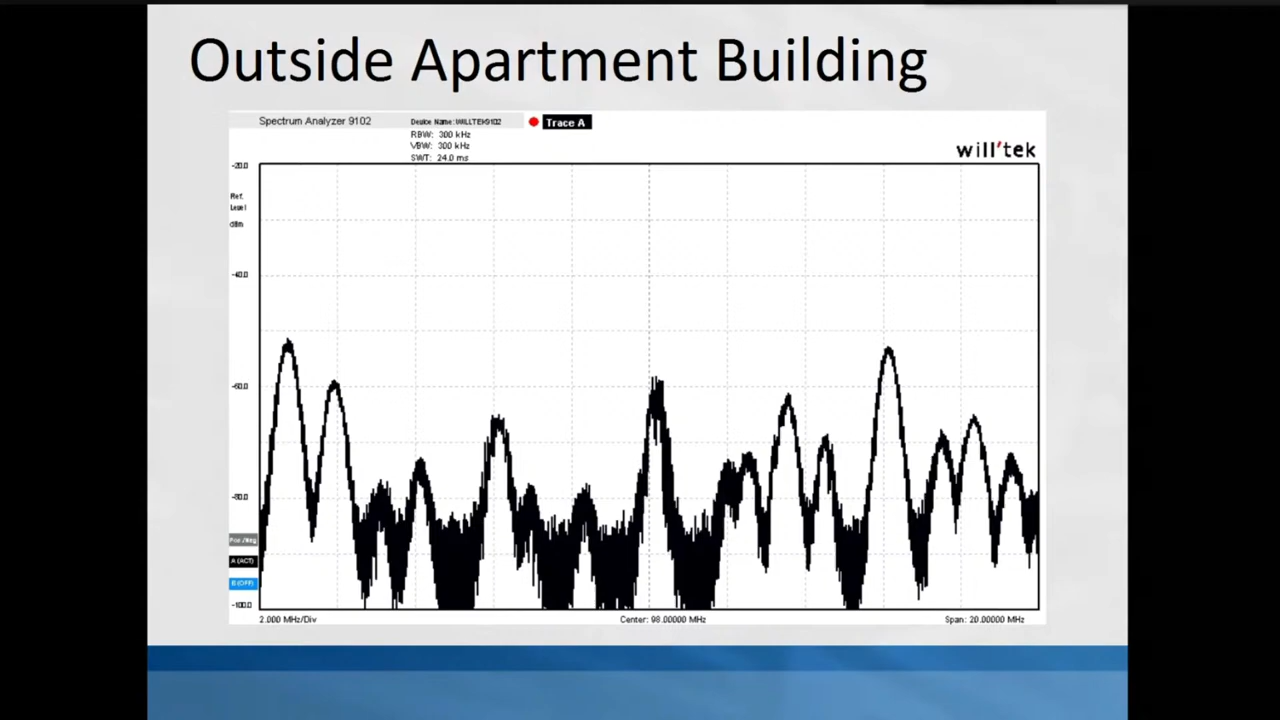 Outside Apartment Building
Spectrum Analyzer 9102
Device Name: WILLTEK9102
Trace A
RBW: 300 kHz
VBW: 300 kHz
SWT: 24.0 ms
will'tek
-20.0
Ref.
Level
dBm
-40.0
-60.0
-80.0
A (ACT)
B (OFF)
-100.0
2.000 MHz/Div
Center: 98.00000 MHz
Span: 20.00000 MHz